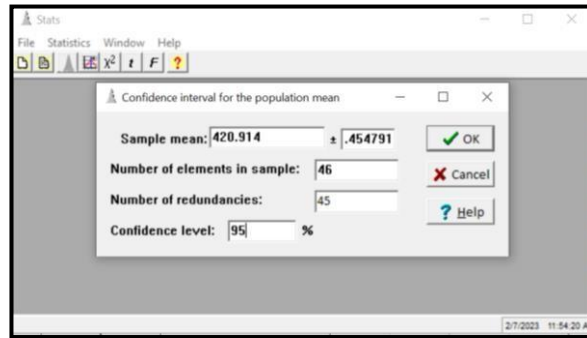 Stats
File Statistics Window Help
χ² t F ?
Confidence interval for the population mean
Sample mean: 420.914 ± .454791
OK
Number of elements in sample: 46
Cancel
Number of redundancies: 45
? Help
Confidence level: 95 %
2/7/2023 11:54:20 A